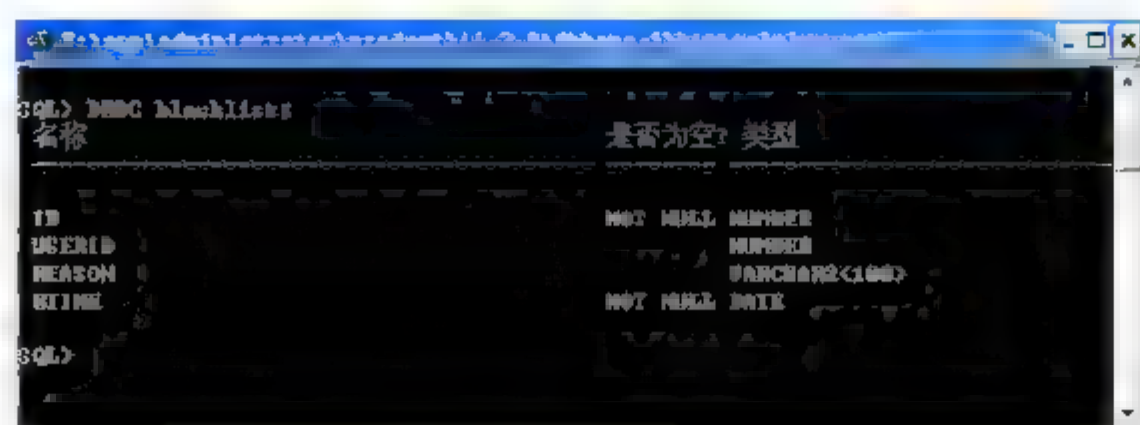 SQL> DESC blacklists
名称 是否为空? 类型
ID NOT NULL NUMBER
USERID NUMBER
REASON VARCHAR2(100)
BTIME NOT NULL DATE
SQL>